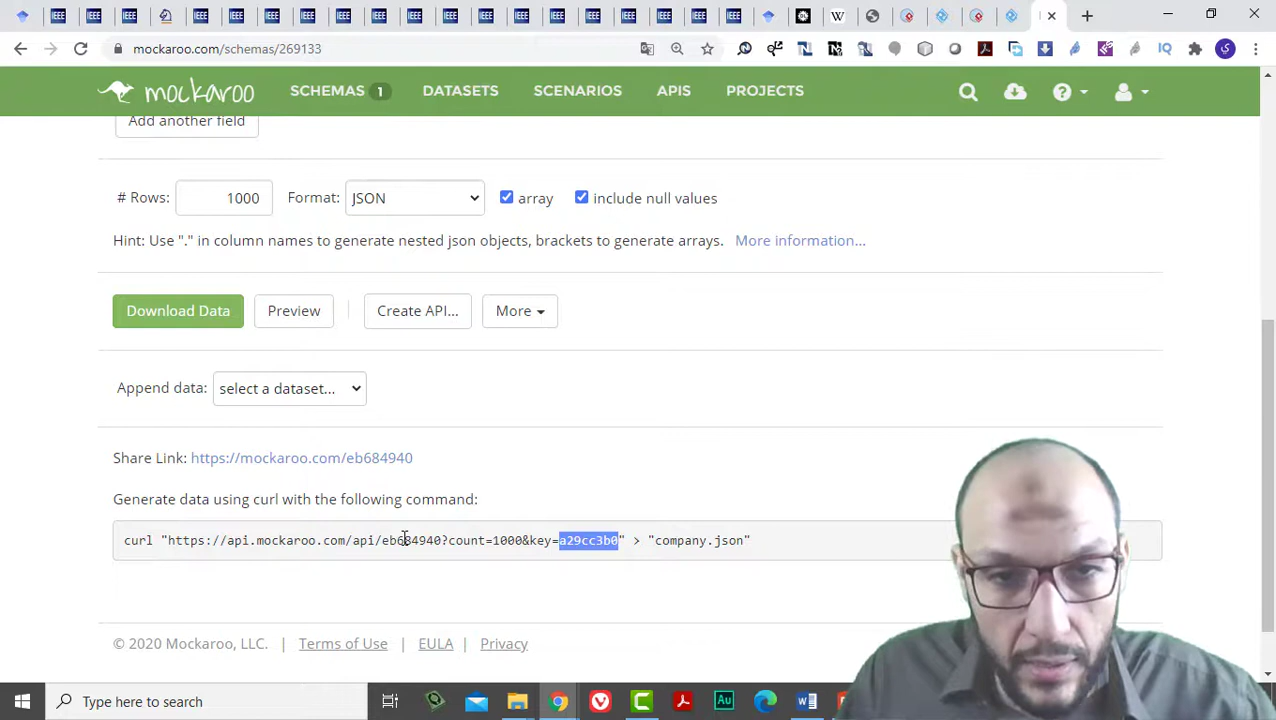 mockaroo.com/schemas/269133
mockaroo SCHEMAS 1 DATASETS SCENARIOS APIS PROJECTS
Add another field
# Rows: 1000 Format: JSON array include null values
Hint: Use "." in column names to generate nested json objects, brackets to generate arrays. More information...
Download Data Preview Create API... More
Append data: select a dataset...
Share Link: https://mockaroo.com/eb684940
Generate data using curl with the following command:
curl "https://api.mockaroo.com/api/eb684940?count=1000&key=a29cc3b0" > "company.json"
© 2020 Mockaroo, LLC. | Terms of Use | EULA | Privacy
Type here to search